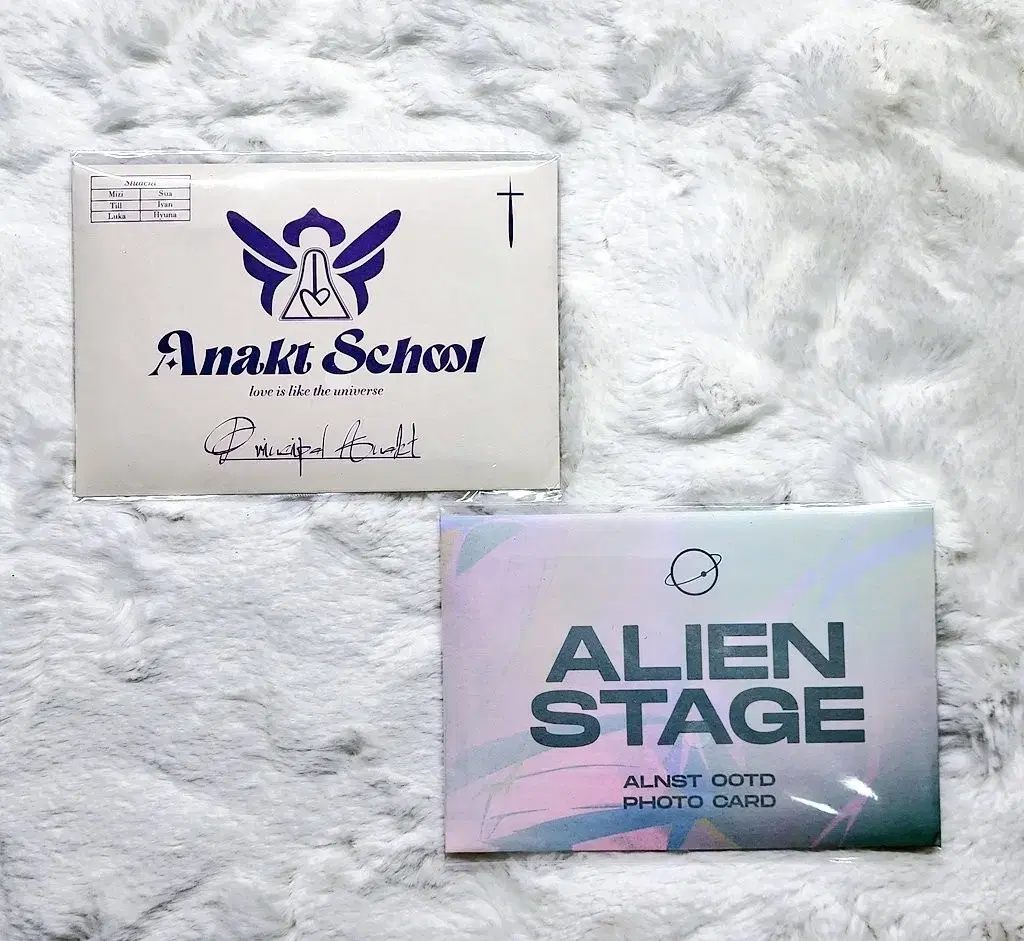 Student
Mizi Sua
Till Ivan
Luka Hyuna
Anakt School
love is like the universe
Principal Anakt
ALIEN
STAGE
ALNST OOTD
PHOTO CARD